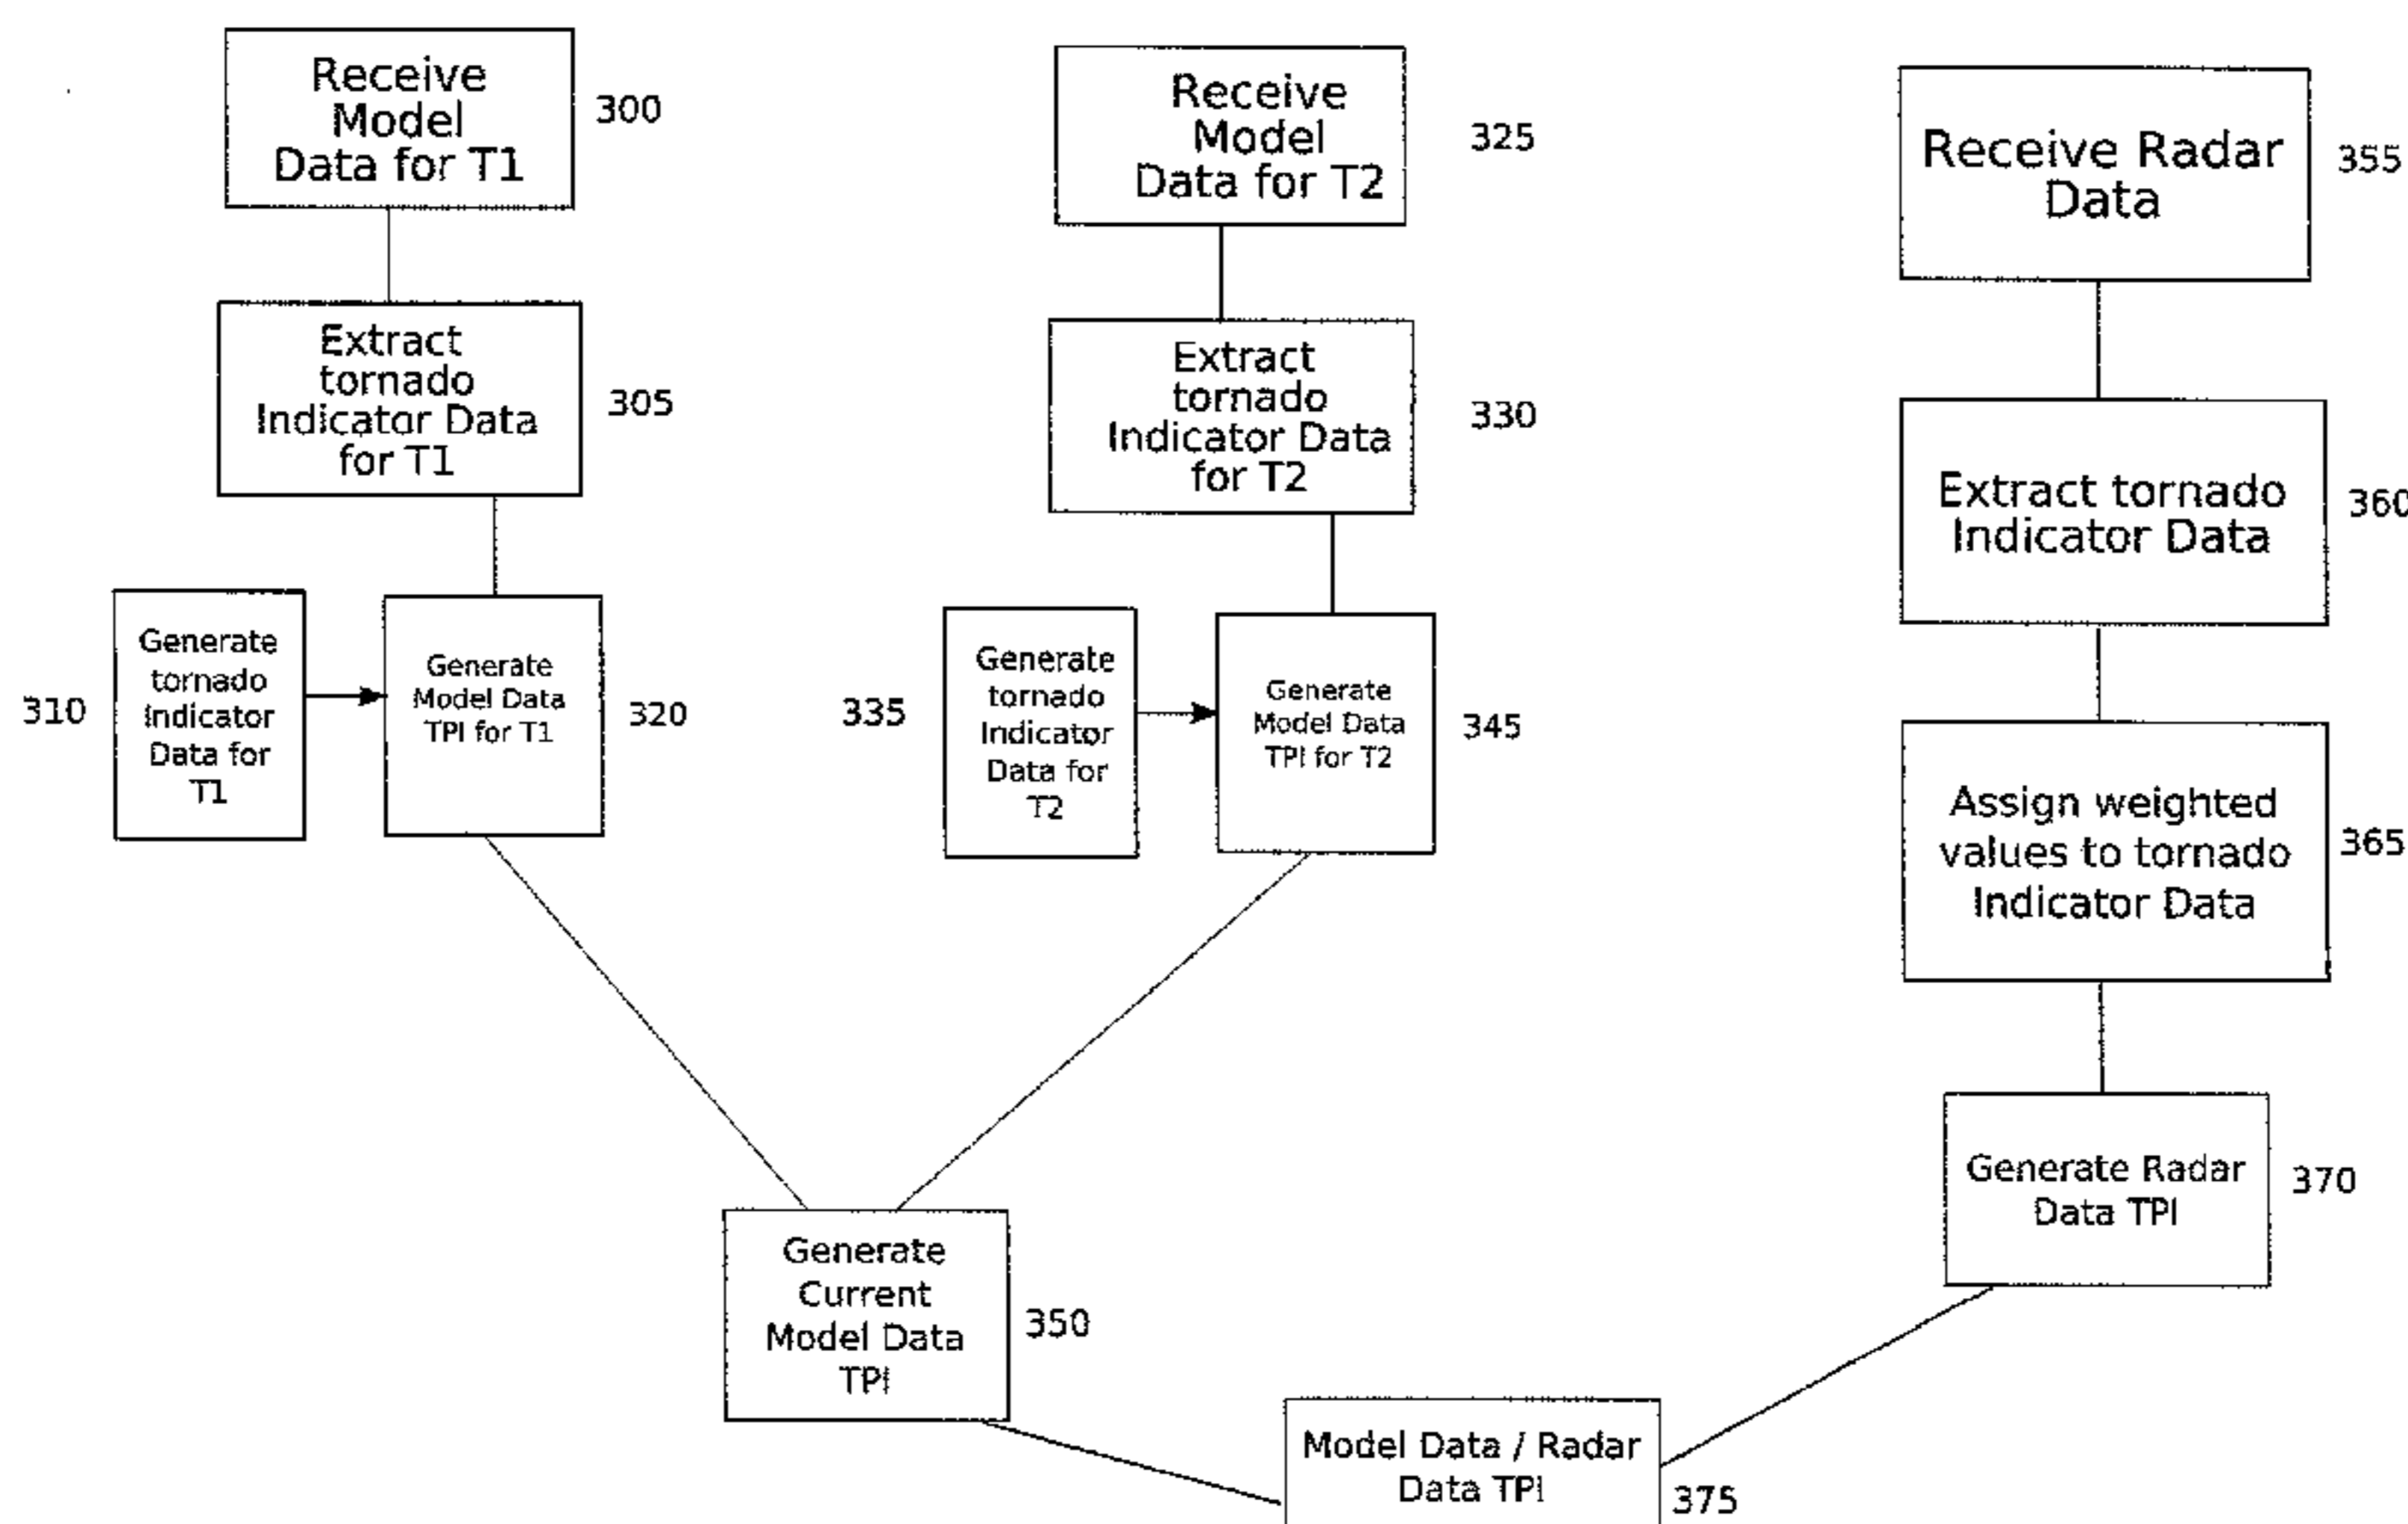 Receive
Model
Data for T1
300
Receive
Model
Data for T2
325
Receive Radar
Data
355
Extract
tornado
Indicator Data
for T1
305
Extract
tornado
Indicator Data
for T2
330
Extract tornado
Indicator Data
360
310
Generate
tornado
Indicator
Data for
T1
Generate
Model Data
TPI for T1
320
335
Generate
tornado
Indicator
Data for
T2
Generate
Model Data
TPI for T2
345
Assign weighted
values to tornado
Indicator Data
365
Generate Radar
Data TPI
370
Generate
Current
Model Data
TPI
350
Model Data / Radar
Data TPI
375